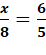 x/8 = 6/5